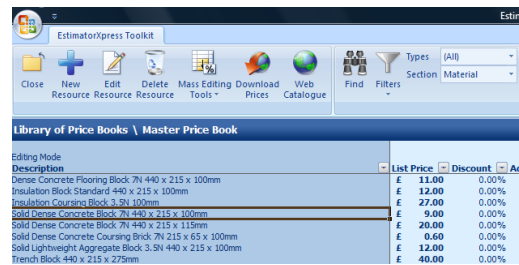 Esti
EstimatorXpress Toolkit
Close New Resource Edit Resource Delete Resource Mass Editing Tools Download Prices Web Catalogue Find Filters Types (All)
Section Material
Library of Price Books \ Master Price Book
Editing Mode
Description List Price Discount Ad
Dense Concrete Flooring Block 7N 440 x 215 x 100mm £ 11.00 0.00%
Insulation Block Standard 440 x 215 x 100mm £ 12.00 0.00%
Insulation Coursing Block 3.5N 100mm £ 27.00 0.00%
Solid Dense Concrete Block 7N 440 x 215 x 100mm £ 9.00 0.00%
Solid Dense Concrete Block 7N 440 x 215 x 115mm £ 20.00 0.00%
Solid Dense Concrete Coursing Brick 7N 215 x 65 x 100mm £ 0.60 0.00%
Solid Lightweight Aggregate Block 3.5N 440 x 215 x 100mm £ 12.00 0.00%
Trench Block 440 x 215 x 275mm £ 40.00 0.00%